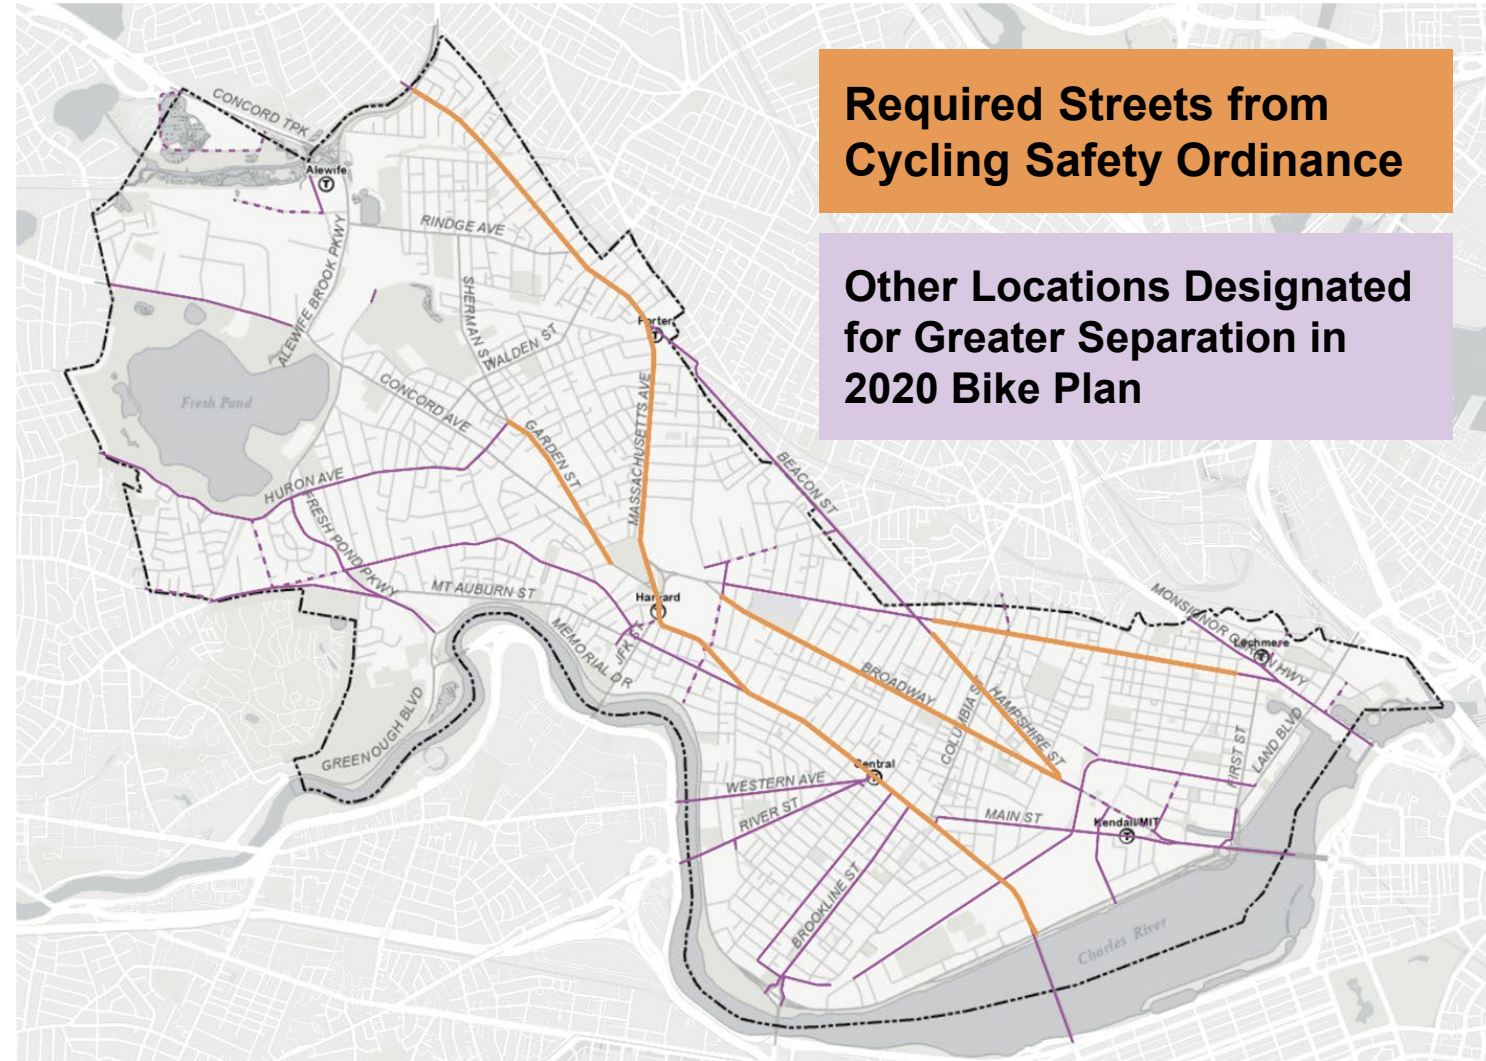 Required Streets from
Cycling Safety Ordinance
Other Locations Designated
for Greater Separation in
2020 Bike Plan
CONCORD TPK
Alewife
T
RINDGE AVE
ALEWIFE BROOK PKWY
SHERMAN ST
WALDEN ST
Porter
T
CONCORD AVE
Fresh Pond
GARDEN ST
MASSACHUSETTS AVE
BEACON ST
HURON AVE
FRESH POND PKWY
MT AUBURN ST
Harvard
T
MEMORIAL DR
JFK ST
MONSIGNOR O'BRIEN HWY
Lechmere
T
BROADWAY
COLUMBIA ST
HAMPSHIRE ST
GREENOUGH BLVD
FIRST ST
LAND BLVD
Central
T
WESTERN AVE
RIVER ST
MAIN ST
Kendall/MIT
T
BROOKLINE ST
Charles River